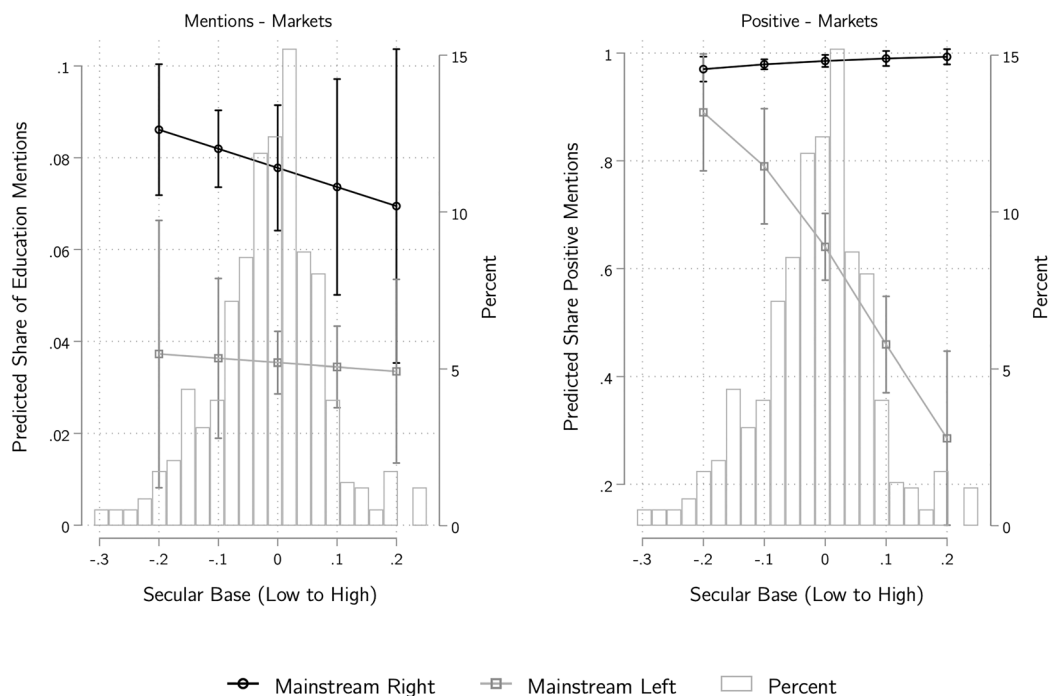 Mentions - Markets
Predicted Share of Education Mentions
.1
.08
.06
.04
.02
0
15
10
5
0
Percent
-.3 -.2 -.1 0 .1 .2
Secular Base (Low to High)
Positive - Markets
Predicted Share Positive Mentions
1
.8
.6
.4
.2
15
10
5
0
Percent
-.3 -.2 -.1 0 .1 .2
Secular Base (Low to High)
Mainstream Right Mainstream Left Percent